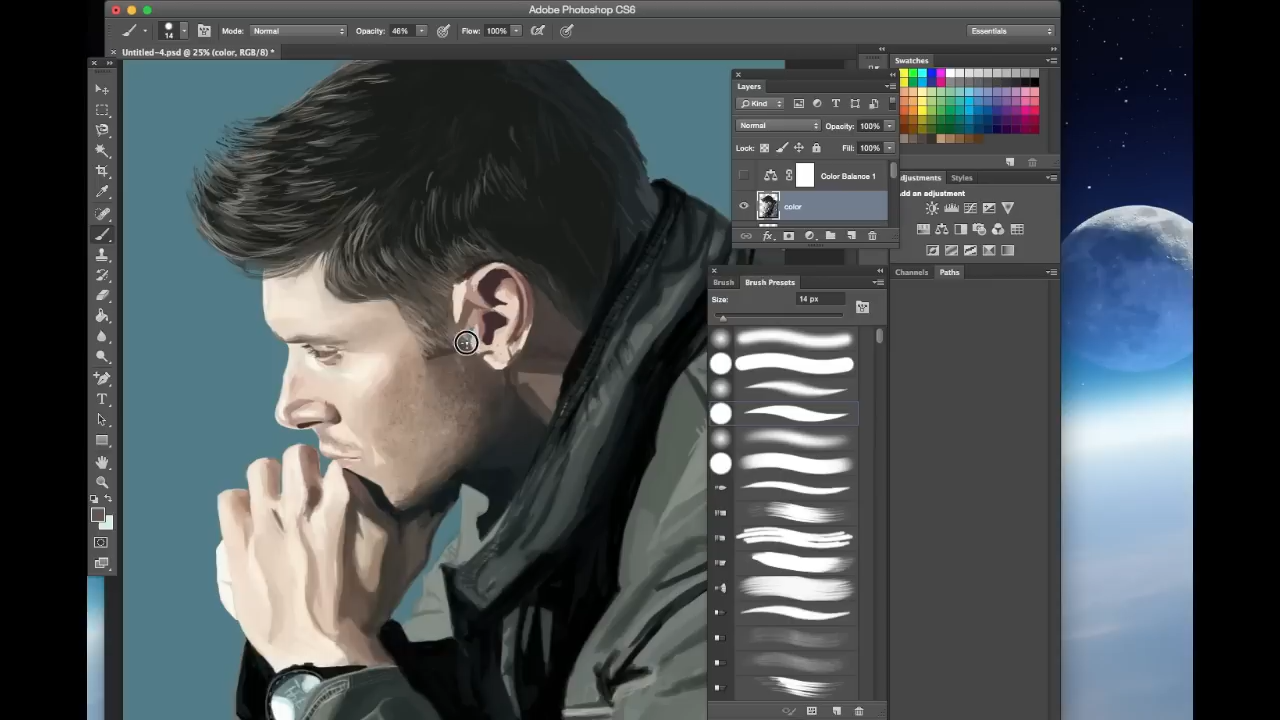 Adobe Photoshop CS6
14 Mode: Normal Opacity: 46% Flow: 100% Essentials
Untitled-4.psd @ 25% (color, RGB/8) *
Swatches
Layers
Kind
Normal Opacity: 100%
Lock: Fill: 100%
Color Balance 1
color
Adjustments Styles
Add an adjustment
Channels Paths
Brush Brush Presets
Size: 14 px